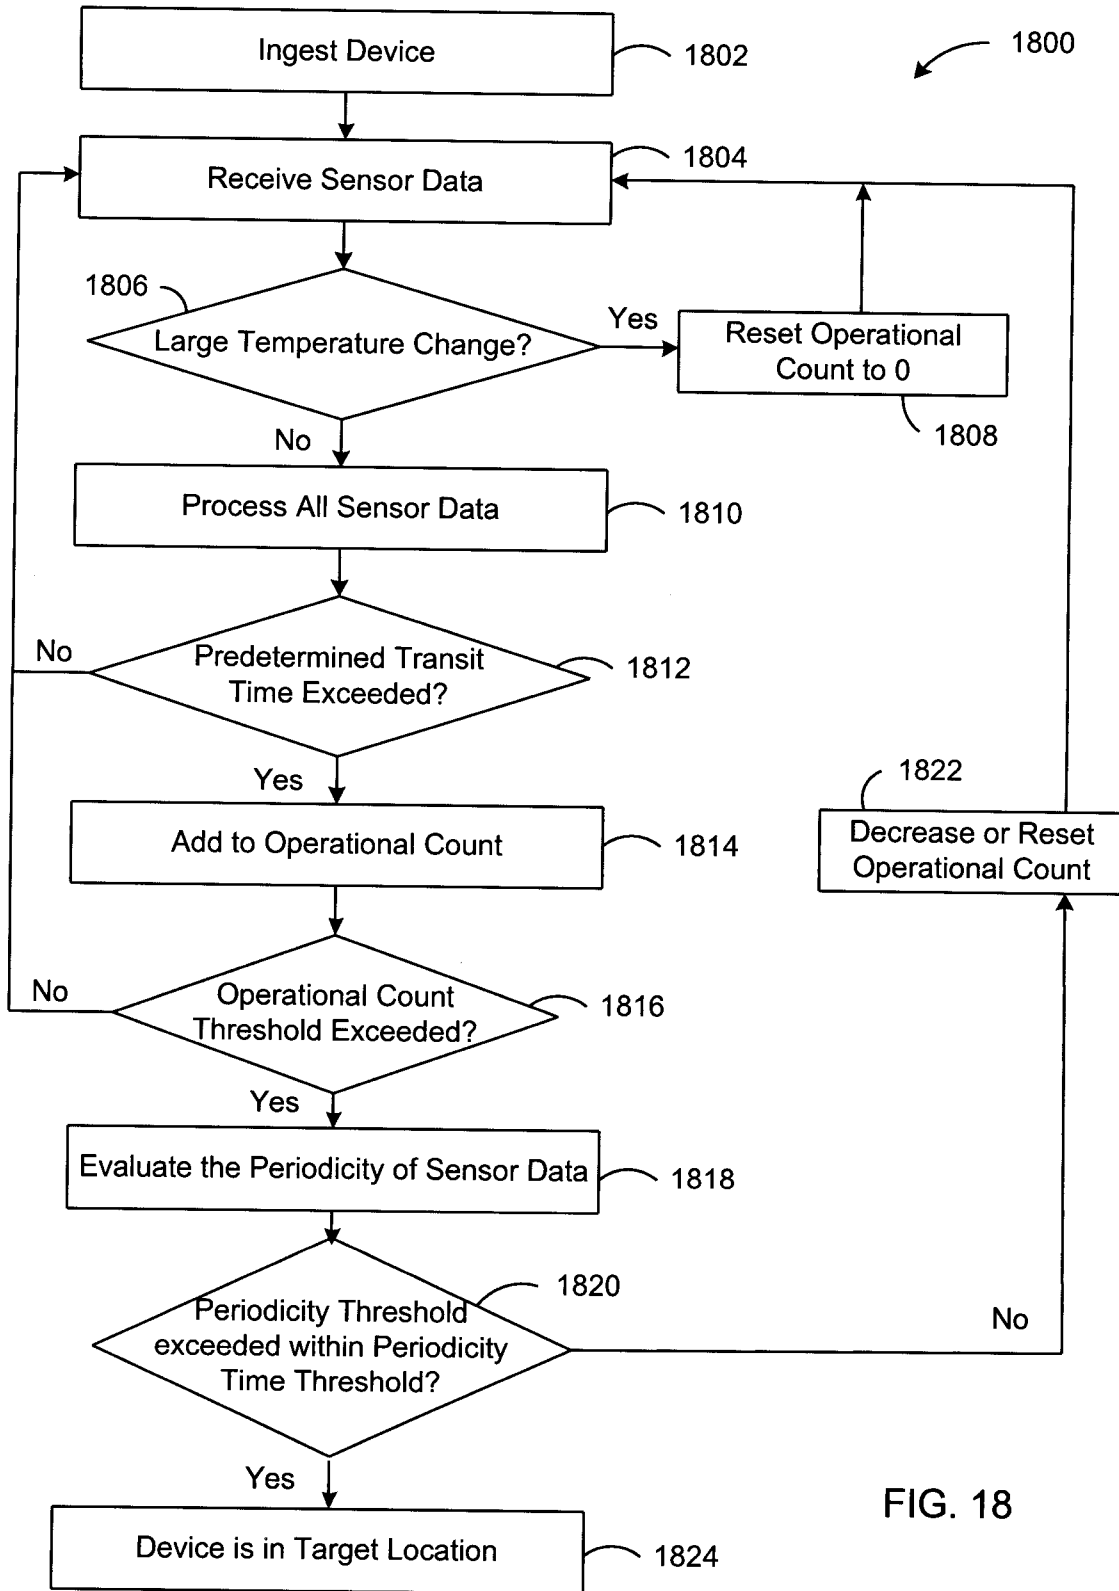 Ingest Device
1802
1800
1804
Receive Sensor Data
1806
Large Temperature Change?
Yes
Reset Operational
Count to 0
1808
No
Process All Sensor Data
1810
No
Predetermined Transit
Time Exceeded?
1812
Yes
1822
Add to Operational Count
1814
Decrease or Reset
Operational Count
No
Operational Count
Threshold Exceeded?
1816
Yes
Evaluate the Periodicity of Sensor Data
1818
1820
Periodicity Threshold
exceeded within Periodicity
Time Threshold?
No
Yes
FIG. 18
Device is in Target Location
1824